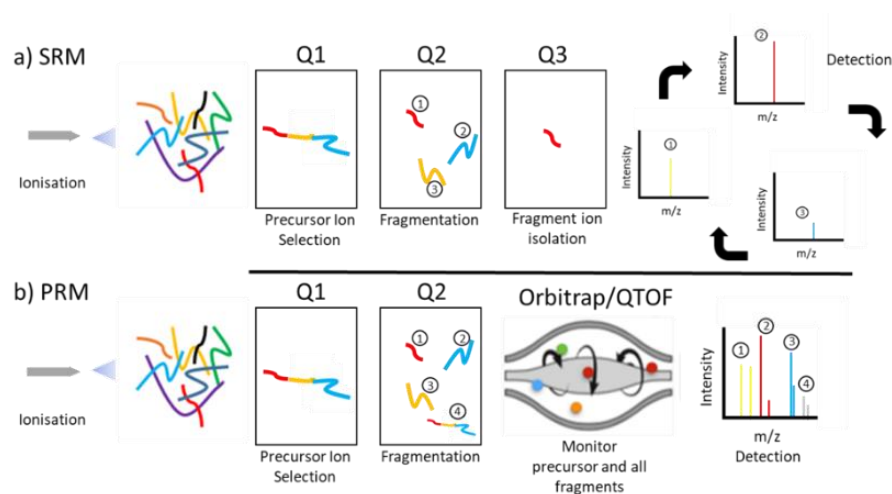 a) SRM
Ionisation
Q1
Precursor Ion
Selection
Q2
①
②
③
Fragmentation
Q3
Fragment ion
isolation
Intensity
①
m/z
Intensity
②
m/z
Detection
Intensity
③
m/z
b) PRM
Ionisation
Q1
Precursor Ion
Selection
Q2
①
②
③
④
Fragmentation
Orbitrap/QTOF
Monitor
precursor and all
fragments
Intensity
①
②
③
④
m/z
Detection